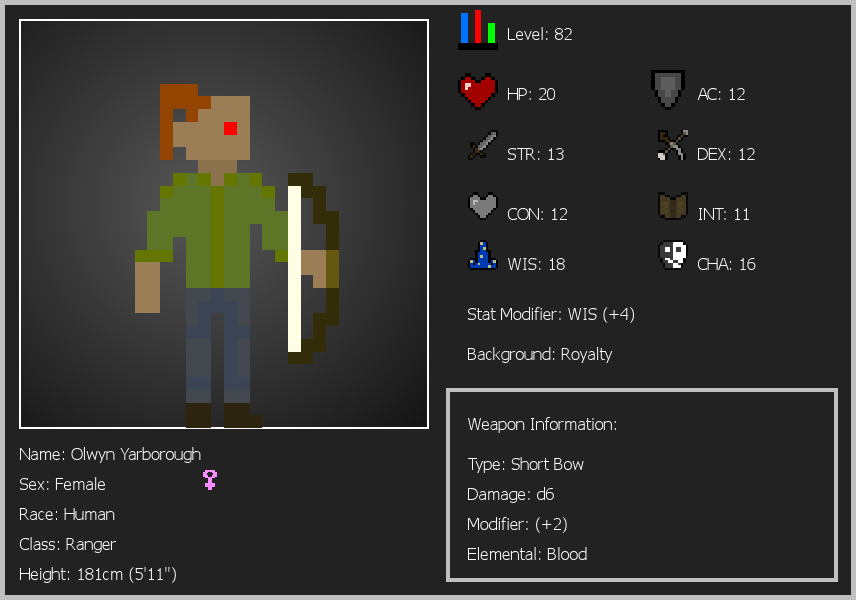 Level: 82
HP: 20
AC: 12
STR: 13
DEX: 12
CON: 12
INT: 11
WIS: 18
CHA: 16
Stat Modifier: WIS (+4)
Background: Royalty
Weapon Information:
Type: Short Bow
Damage: d6
Modifier: (+2)
Elemental: Blood
Name: Olwyn Yarborough
Sex: Female
Race: Human
Class: Ranger
Height: 181cm (5'11")